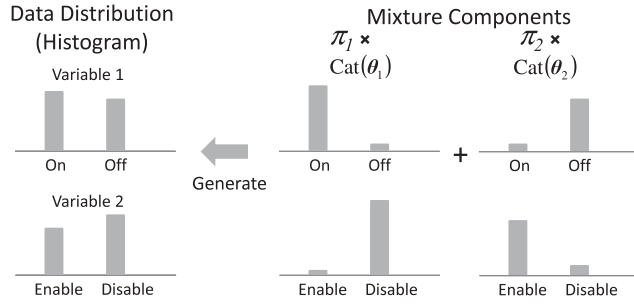 Data Distribution
(Histogram)
Mixture Components
π1 × π2 ×
Cat(θ1) Cat(θ2)
Variable 1
On Off On Off + On Off
Generate
Variable 2
Enable Disable Enable Disable Enable Disable